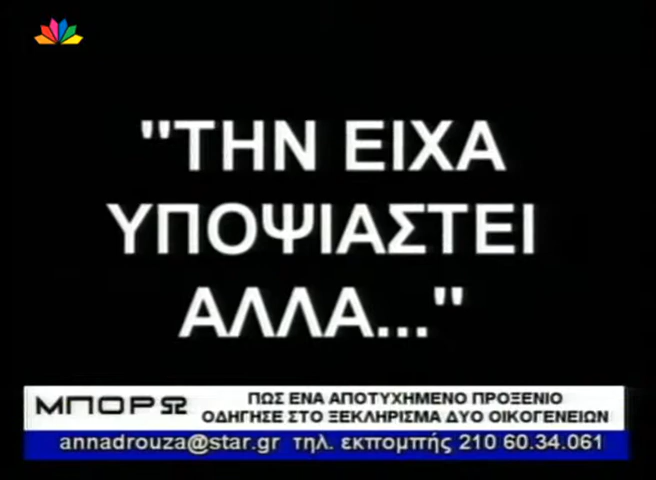 "ΤΗΝ ΕΙΧΑ
ΥΠΟΨΙΑΣΤΕΙ
ΑΛΛΑ..."
ΜΠΟΡΩ
ΠΩΣ ΕΝΑ ΑΠΟΤΥΧΗΜΕΝΟ ΠΡΟΞΕΝΙΟ
ΟΔΗΓΗΣΕ ΣΤΟ ΞΕΚΛΗΡΙΣΜΑ ΔΥΟ ΟΙΚΟΓΕΝΕΙΩΝ
annadrouza@star.gr τηλ. εκπομπής 210 60.34.061